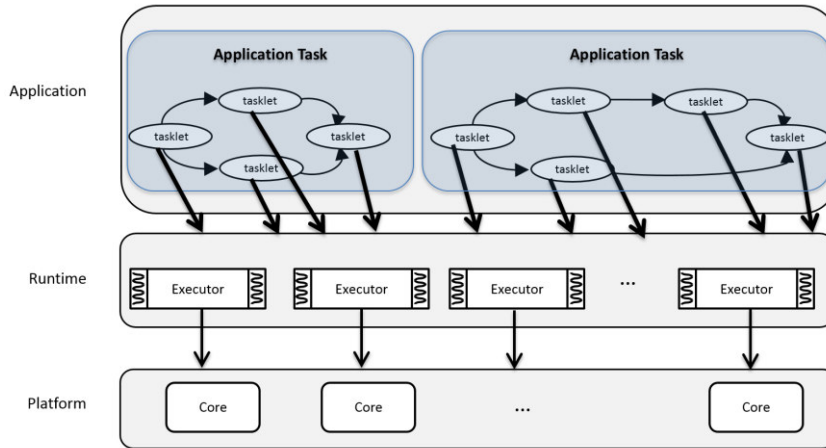 Application Task
Application Task
Application
tasklet
tasklet
tasklet
tasklet
tasklet
tasklet
tasklet
tasklet
tasklet
Runtime
Executor
Executor
Executor
...
Executor
Platform
Core
Core
...
Core